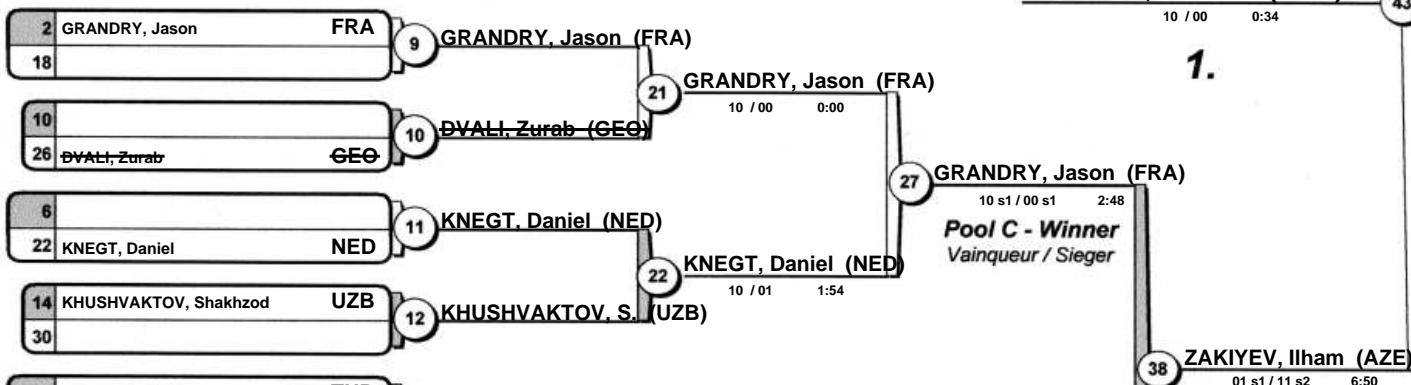 10 / 00 0:34
43
1.
2 GRANDRY, Jason FRA
18
9
GRANDRY, Jason (FRA)
21
GRANDRY, Jason (FRA)
10 / 00 0:00
10
26 DVALI, Zurab GEO
10
DVALI, Zurab (GEO)
27
GRANDRY, Jason (FRA)
10 s1 / 00 s1 2:48
Pool C - Winner
Vainqueur / Sieger
6
22 KNEGT, Daniel NED
11
KNEGT, Daniel (NED)
22
KNEGT, Daniel (NED)
10 / 01 1:54
14 KHUSHVAKTOV, Shakhzod UZB
30
12
KHUSHVAKTOV, S. (UZB)
38
ZAKIYEV, Ilham (AZE)
01 s1 / 11 s2 6:50